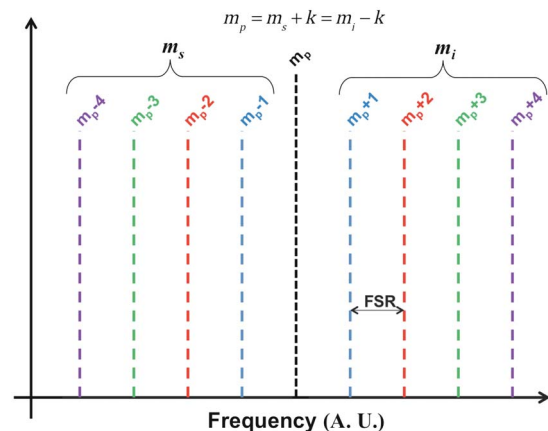 m_p = m_s + k = m_i − k
m_s
m_p
m_i
m_p-4
m_p-3
m_p-2
m_p-1
m_p+1
m_p+2
m_p+3
m_p+4
FSR
Frequency (A. U.)